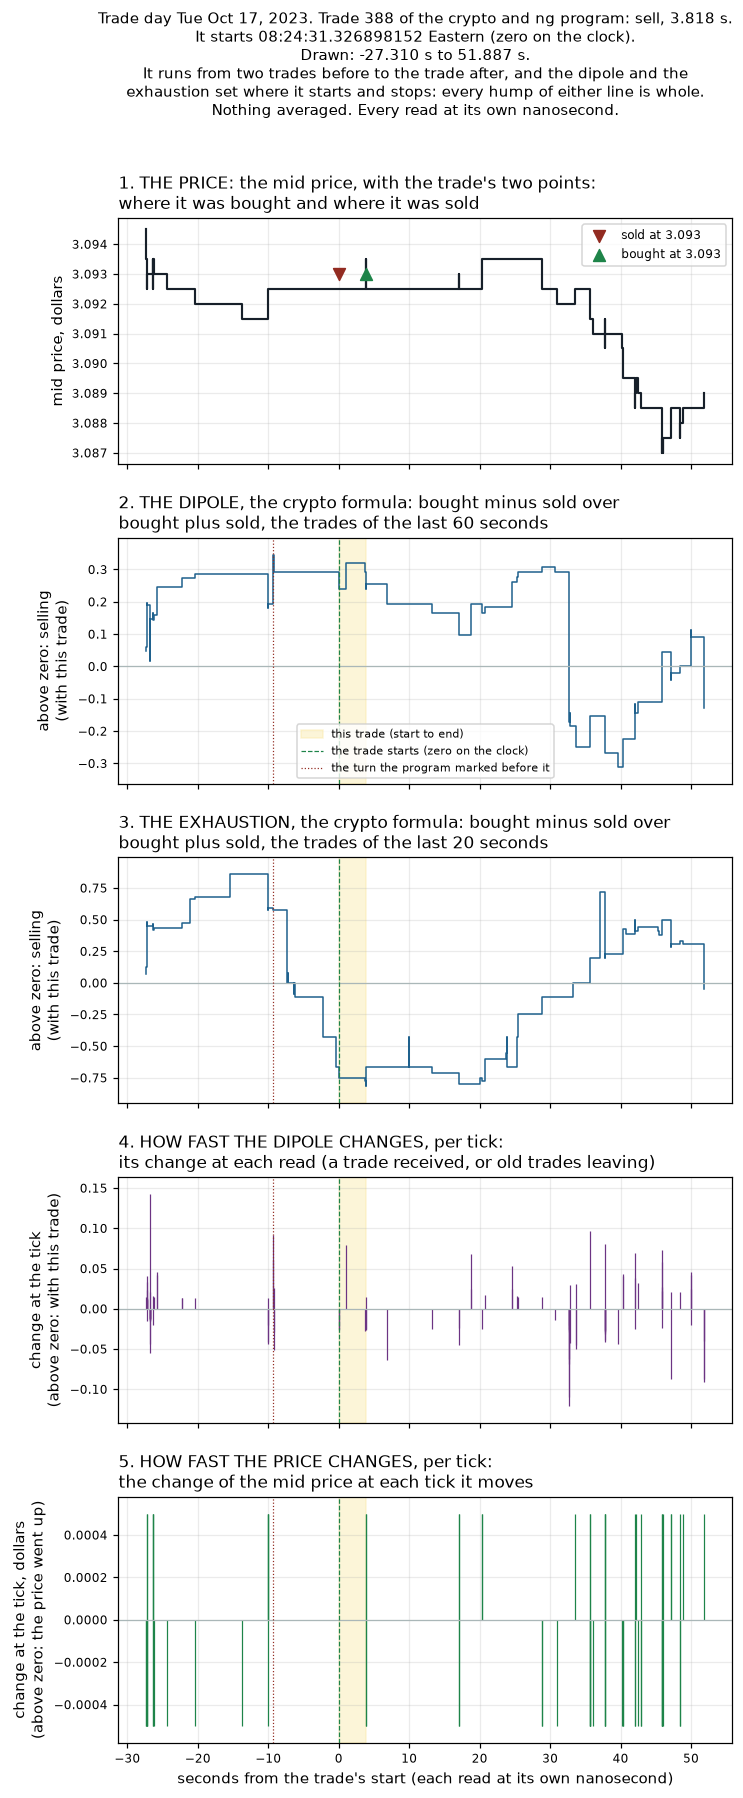 Trade day Tue Oct 17, 2023. Trade 388 of the crypto and ng program: sell, 3.818 s.
It starts 08:24:31.326898152 Eastern (zero on the clock).
Drawn: -27.310 s to 51.887 s.
It runs from two trades before to the trade after, and the dipole and the
exhaustion set where it starts and stops: every hump of either line is whole.
Nothing averaged. Every read at its own nanosecond.
1. THE PRICE: the mid price, with the trade's two points:
where it was bought and where it was sold
sold at 3.093
bought at 3.093
mid price, dollars
3.094
3.093
3.092
3.091
3.090
3.089
3.088
3.087
2. THE DIPOLE, the crypto formula: bought minus sold over
bought plus sold, the trades of the last 60 seconds
above zero: selling
(with this trade)
0.3
0.2
0.1
0.0
−0.1
−0.2
−0.3
this trade (start to end)
the trade starts (zero on the clock)
the turn the program marked before it
3. THE EXHAUSTION, the crypto formula: bought minus sold over
bought plus sold, the trades of the last 20 seconds
above zero: selling
(with this trade)
0.75
0.50
0.25
0.00
−0.25
−0.50
−0.75
4. HOW FAST THE DIPOLE CHANGES, per tick:
its change at each read (a trade received, or old trades leaving)
change at the tick
(above zero: with this trade)
0.15
0.10
0.05
0.00
−0.05
−0.10
5. HOW FAST THE PRICE CHANGES, per tick:
the change of the mid price at each tick it moves
change at the tick, dollars
(above zero: the price went up)
0.0004
0.0002
0.0000
−0.0002
−0.0004
−30
−20
−10
0
10
20
30
40
50
seconds from the trade's start (each read at its own nanosecond)